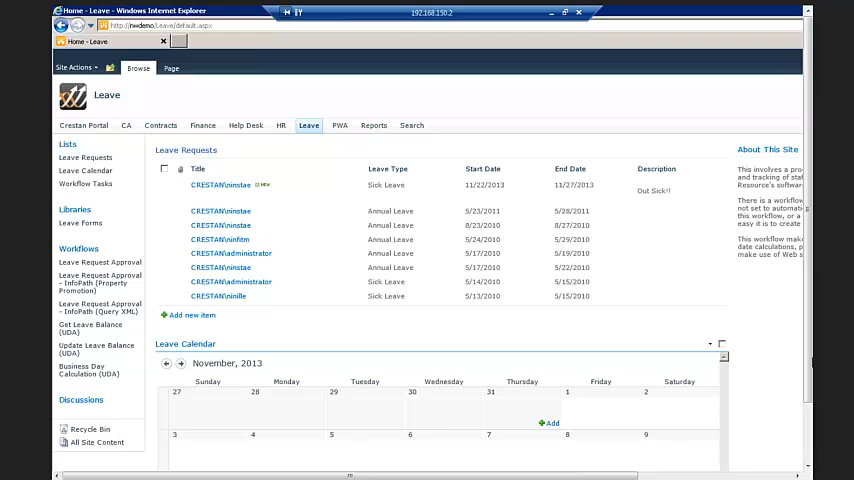 Home - Leave - Windows Internet Explorer
192.168.150.2
http://nwdemo/Leave/default.aspx
Home - Leave
Site Actions
Browse
Page
Leave
Crestan Portal CA Contracts Finance Help Desk HR Leave PWA Reports Search
Lists
Leave Requests
Leave Calendar
Workflow Tasks
Libraries
Leave Forms
Workflows
Leave Request Approval
Leave Request Approval
- InfoPath (Property
Promotion)
Leave Request Approval
- InfoPath (Query XML)
Get Leave Balance
(UDA)
Update Leave Balance
(UDA)
Business Day
Calculation (UDA)
Discussions
Recycle Bin
All Site Content
Leave Requests
Title Leave Type Start Date End Date Description
CRESTAN\ninstae NEW Sick Leave 11/22/2013 11/27/2013 Out Sick!!
CRESTAN\ninstae Annual Leave 5/23/2011 5/28/2011
CRESTAN\ninstae Annual Leave 8/23/2010 8/27/2010
CRESTAN\ninfitm Annual Leave 5/24/2010 5/29/2010
CRESTAN\administrator Annual Leave 5/17/2010 5/19/2010
CRESTAN\ninstae Annual Leave 5/17/2010 5/22/2010
CRESTAN\administrator Sick Leave 5/14/2010 5/15/2010
CRESTAN\ninille Sick Leave 5/13/2010 5/15/2010
Add new item
Leave Calendar
November, 2013
Sunday Monday Tuesday Wednesday Thursday Friday Saturday
27 28 29 30 31 1 2
Add
3 4 5 6 7 8 9
About This Site
This involves a pro
and tracking of staf
Resource's softwar
There is a workflow
not set to automati
this workflow, or a
easy it is to create
This workflow make
date calculations, p
make use of Web s